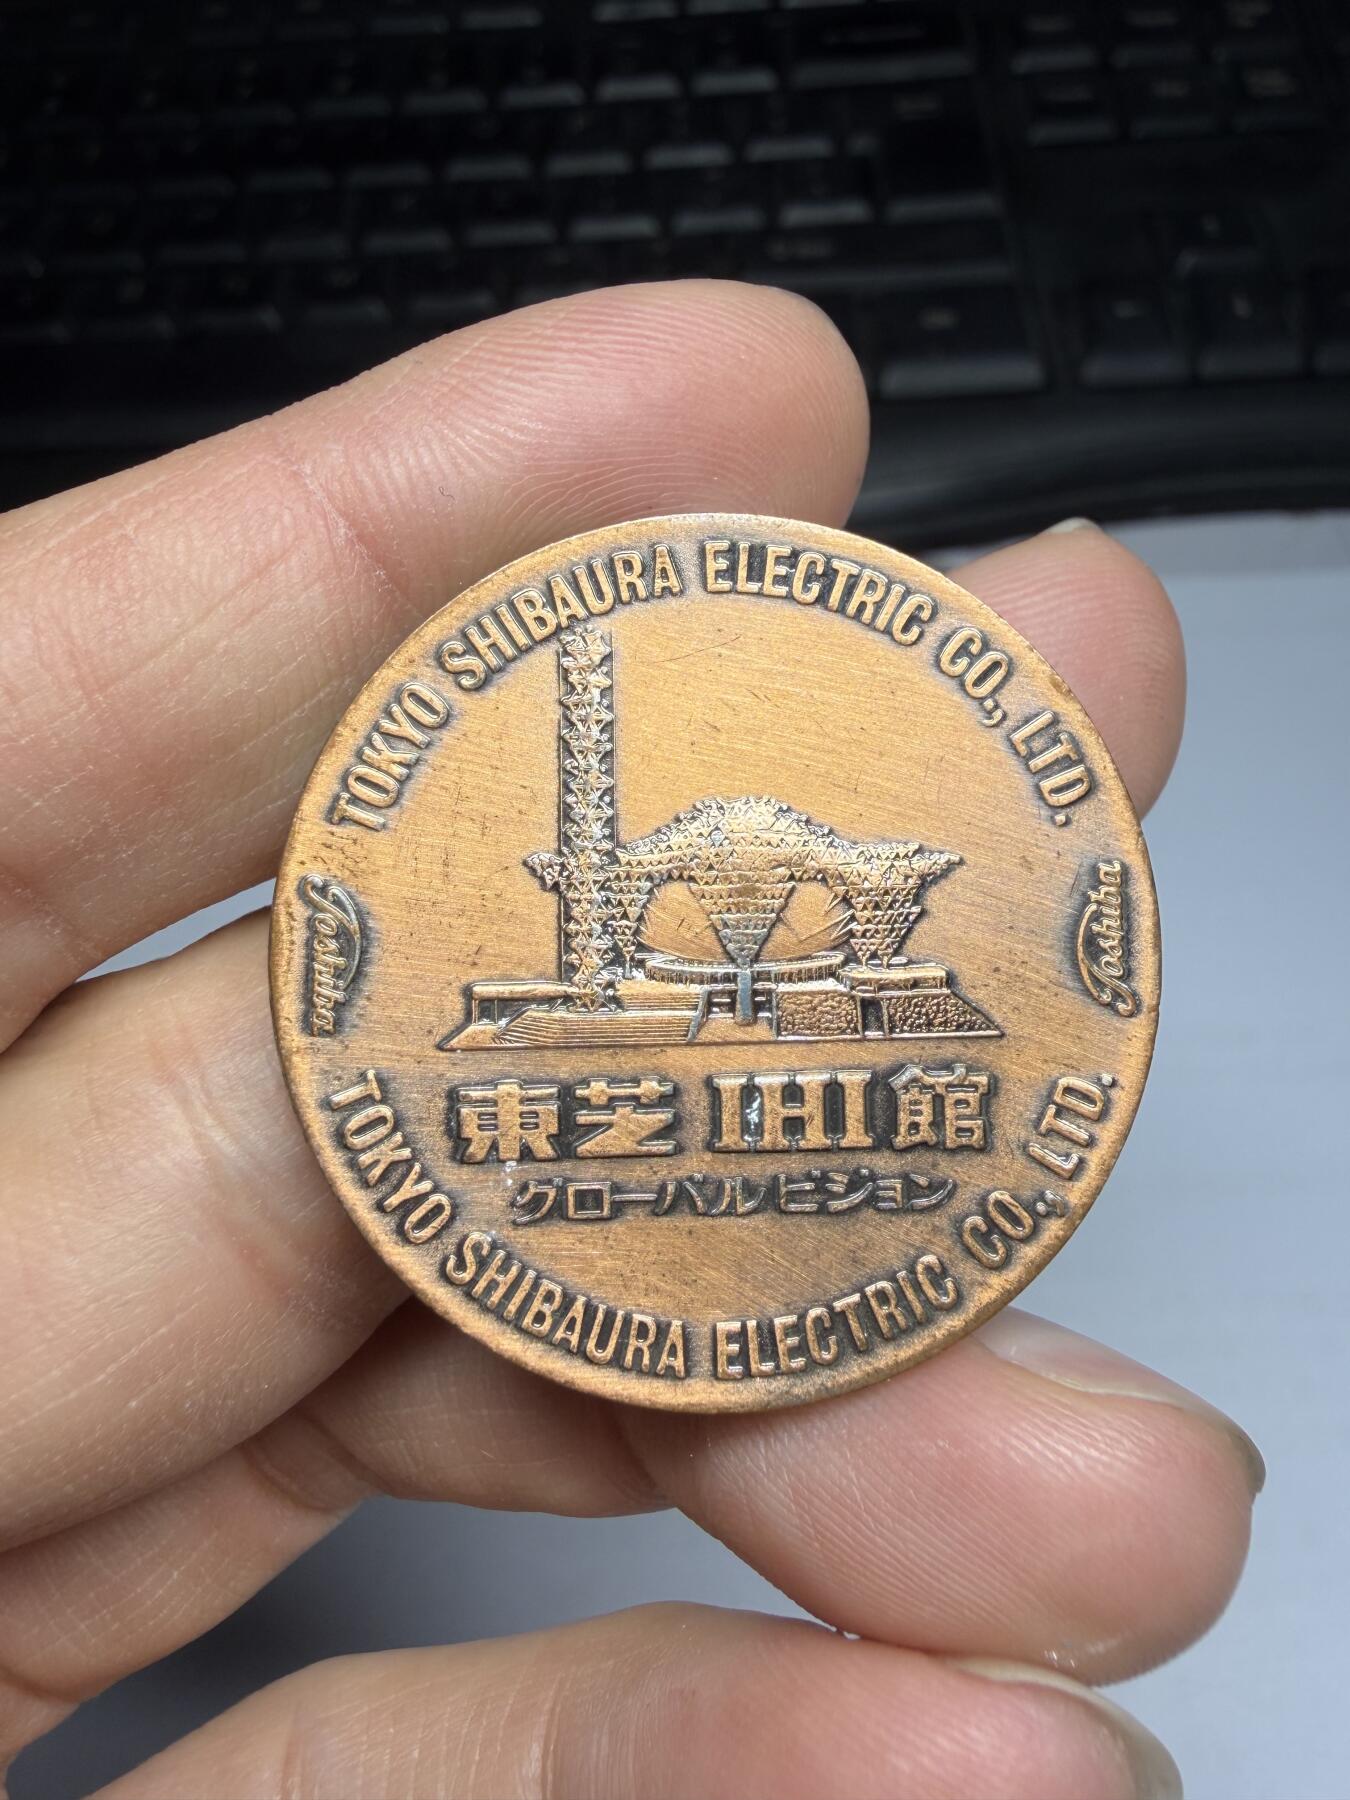 TOKYO SHIBAURA ELECTRIC CO., LTD.
Toshiba
Toshiba
東芝 IHI 館
グローバル ビジョン
TOKYO SHIBAURA ELECTRIC CO., LTD.